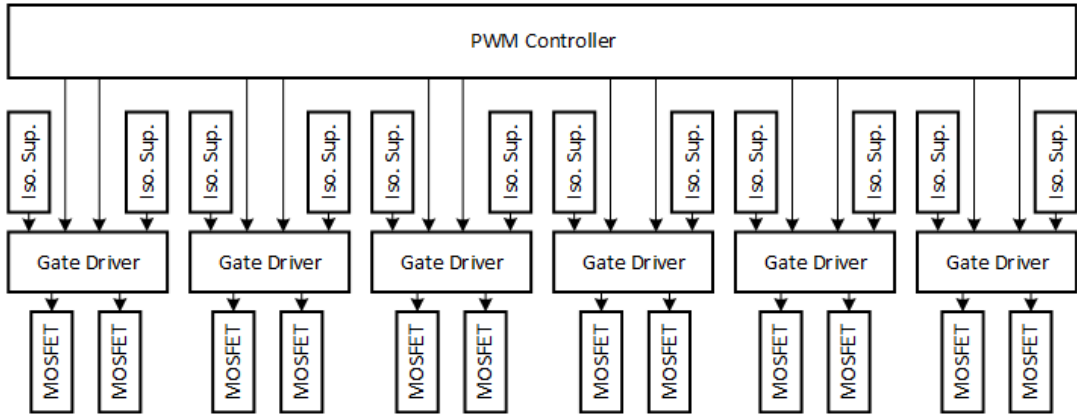 PWM Controller
Iso. Sup.
Iso. Sup.
Iso. Sup.
Iso. Sup.
Iso. Sup.
Iso. Sup.
Iso. Sup.
Iso. Sup.
Iso. Sup.
Iso. Sup.
Iso. Sup.
Iso. Sup.
Gate Driver
Gate Driver
Gate Driver
Gate Driver
Gate Driver
Gate Driver
MOSFET
MOSFET
MOSFET
MOSFET
MOSFET
MOSFET
MOSFET
MOSFET
MOSFET
MOSFET
MOSFET
MOSFET